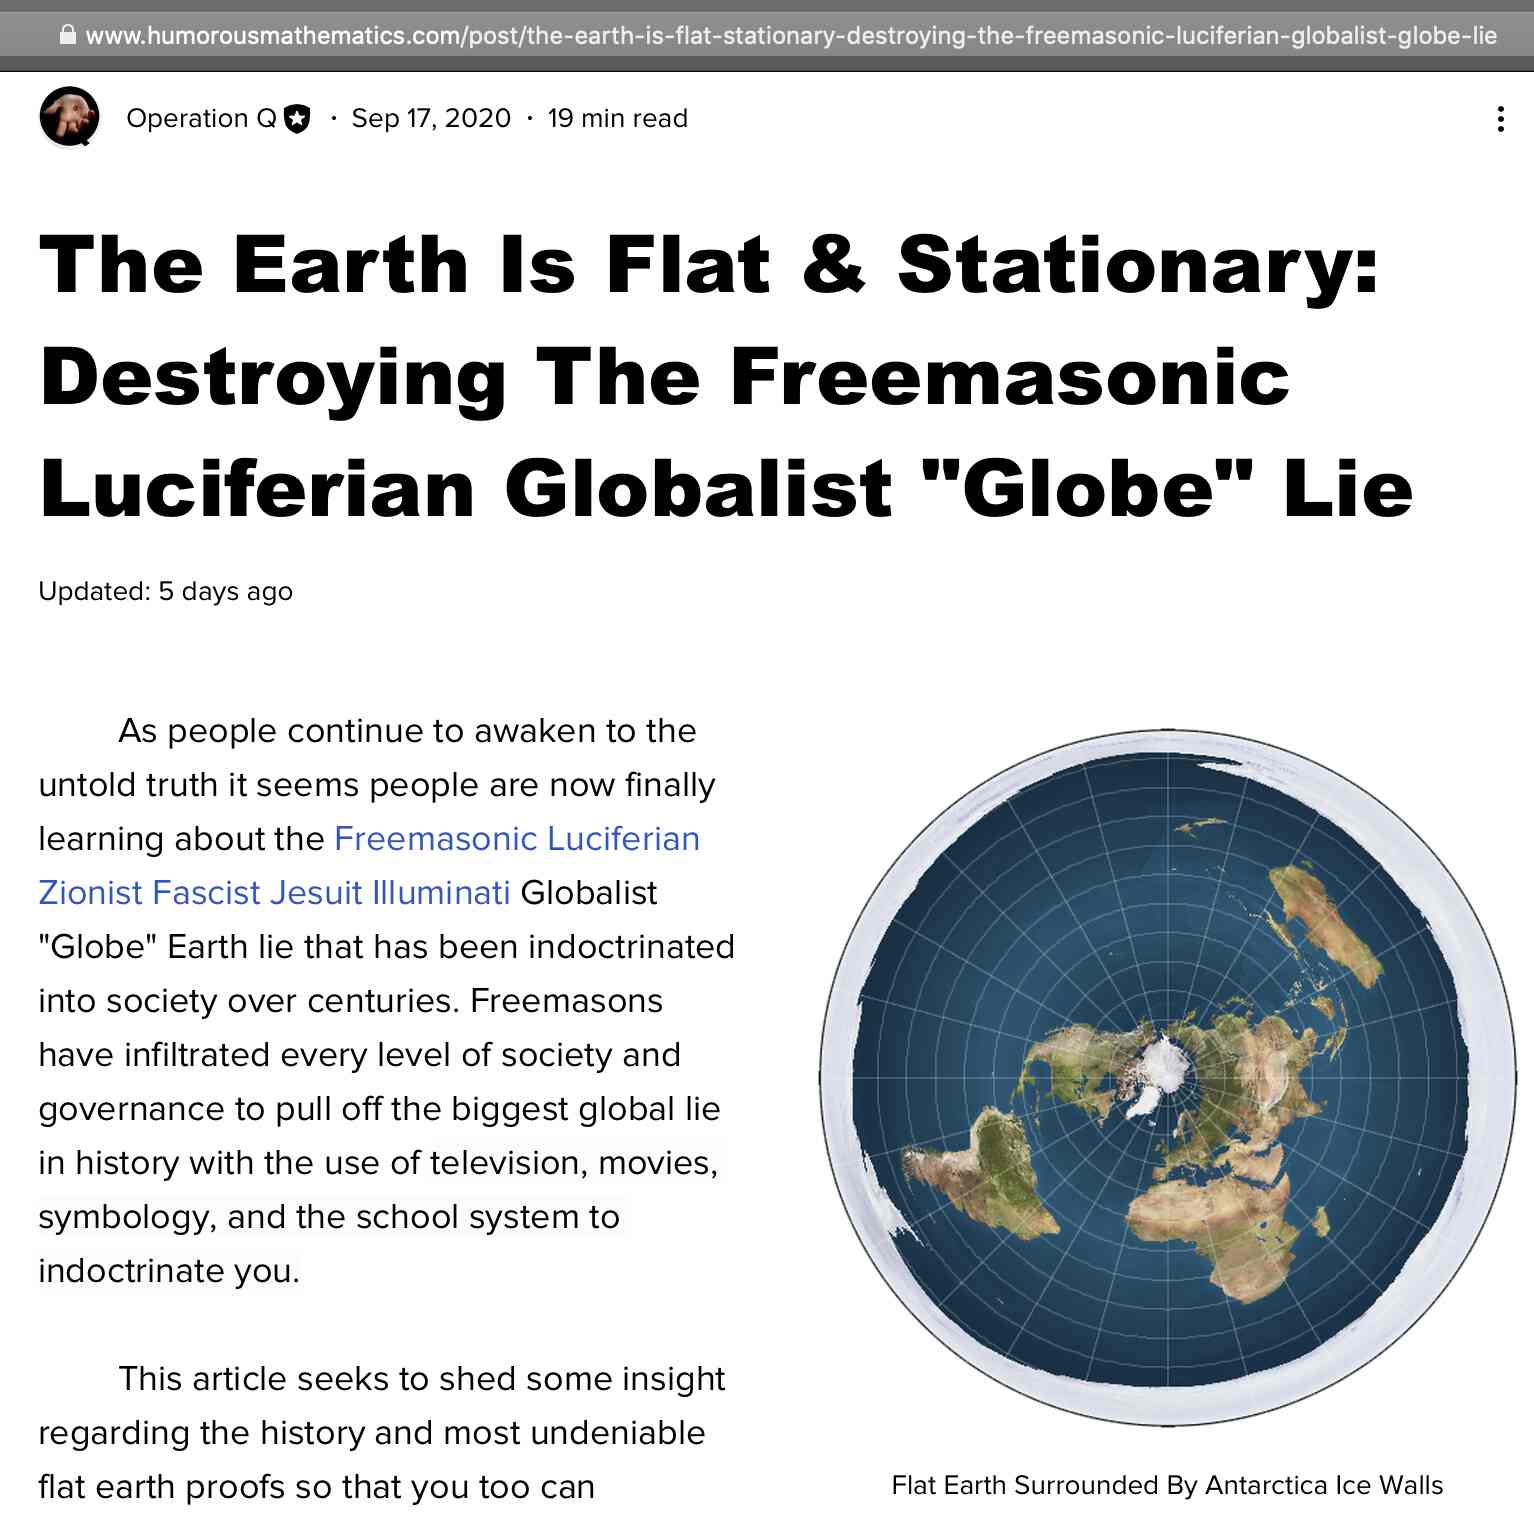 www.humorousmathematics.com/post/the-earth-is-flat-stationary-destroying-the-freemasonic-luciferian-globalist-globe-lie
Operation Q · Sep 17, 2020 · 19 min read
The Earth Is Flat & Stationary:
Destroying The Freemasonic
Luciferian Globalist "Globe" Lie
Updated: 5 days ago
As people continue to awaken to the
untold truth it seems people are now finally
learning about the Freemasonic Luciferian
Zionist Fascist Jesuit Illuminati Globalist
"Globe" Earth lie that has been indoctrinated
into society over centuries. Freemasons
have infiltrated every level of society and
governance to pull off the biggest global lie
in history with the use of television, movies,
symbology, and the school system to
indoctrinate you.
This article seeks to shed some insight
regarding the history and most undeniable
flat earth proofs so that you too can
Flat Earth Surrounded By Antarctica Ice Walls